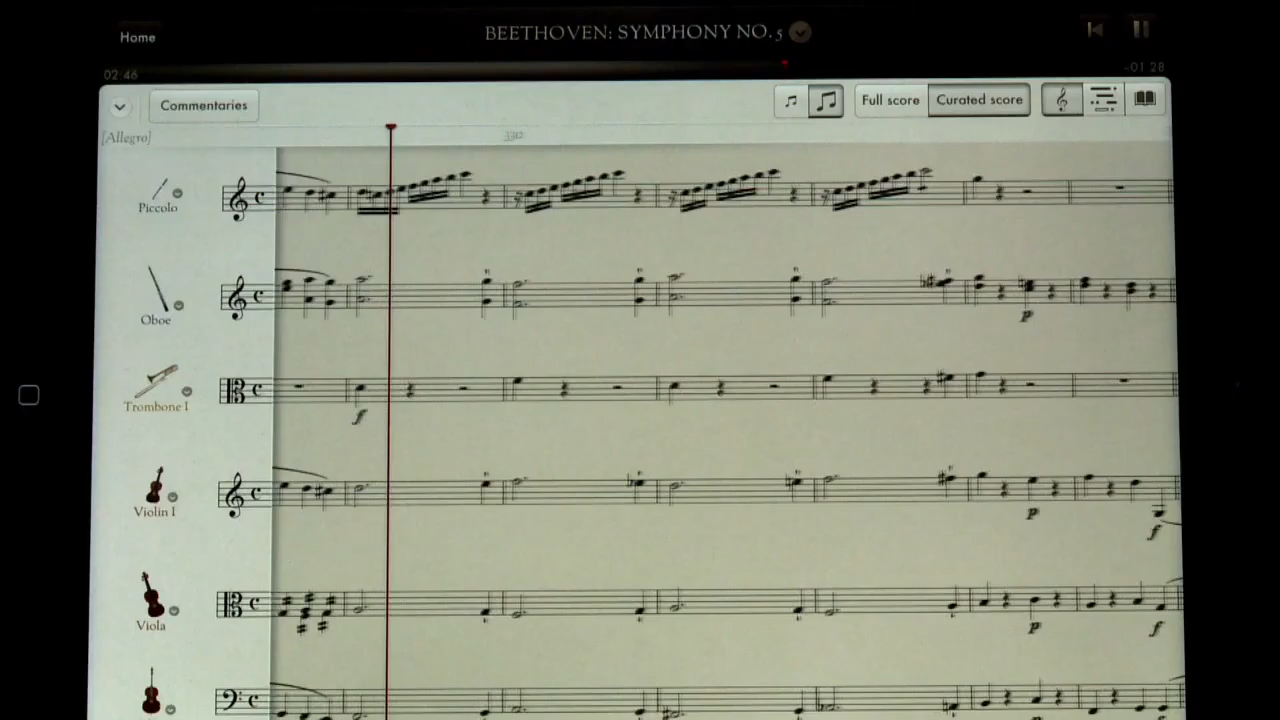 Home
BEETHOVEN: SYMPHONY NO. 5
02:46
-01:28
Commentaries
Full score
Curated score
[Allegro]
Piccolo
Oboe
p
Trombone I
f
Violin I
p
f
Viola
p
f